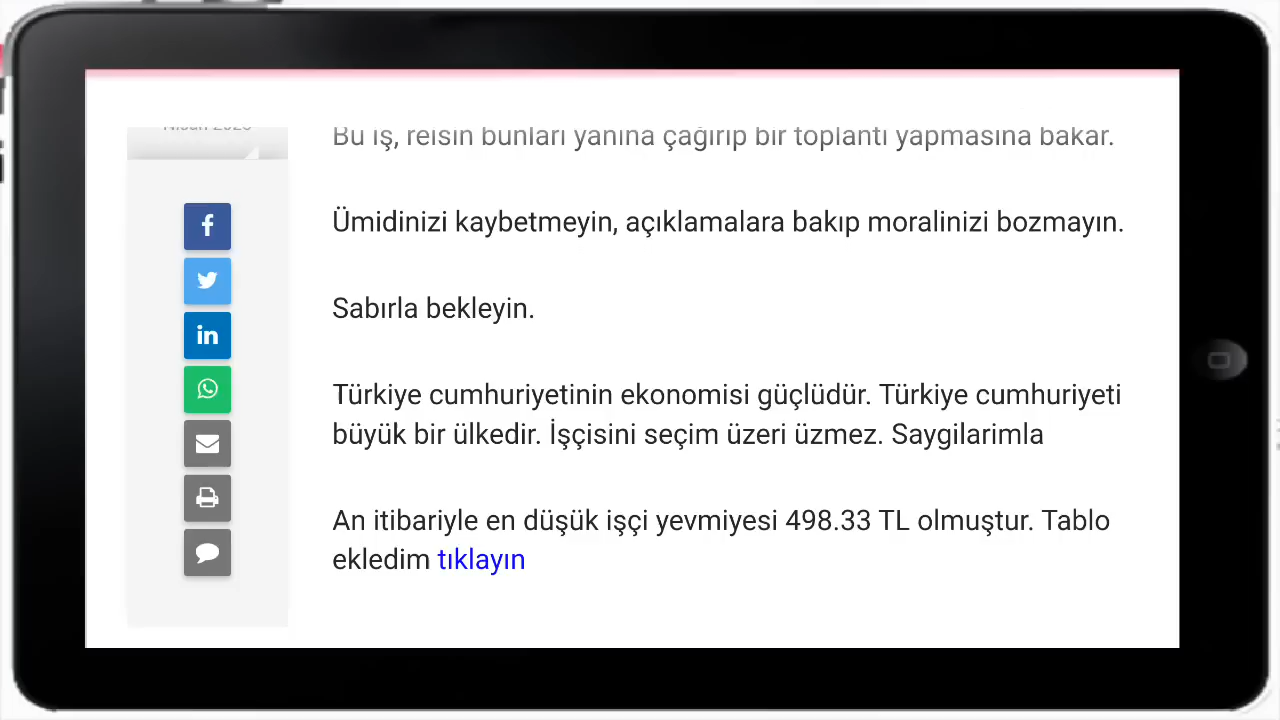 Nisan 2023
Bu iş, reisin bunları yanına çağırıp bir toplantı yapmasına bakar.
Ümidinizi kaybetmeyin, açıklamalara bakıp moralinizi bozmayın.
Sabırla bekleyin.
Türkiye cumhuriyetinin ekonomisi güçlüdür. Türkiye cumhuriyeti
büyük bir ülkedir. İşçisini seçim üzeri üzmez. Saygilarimla
An itibariyle en düşük işçi yevmiyesi 498.33 TL olmuştur. Tablo
ekledim tıklayın